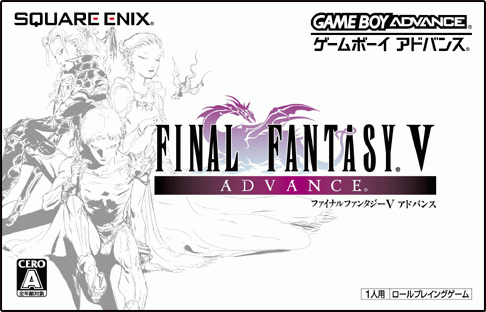 SQUARE ENIX®
GAME BOY ADVANCE®
ゲームボーイ アドバンス®
FINAL FANTASY® V
ADVANCE®
ファイナルファンタジーV アドバンス
CERO
A
全年齢対象
1人用 ロールプレイングゲーム